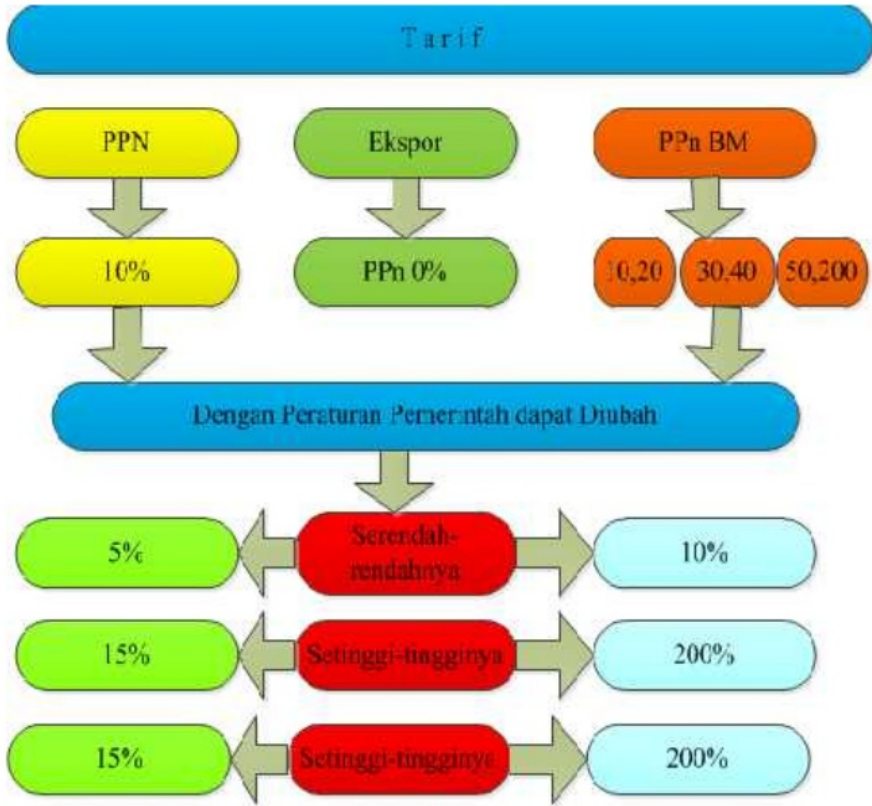 Tarif
PPN
Ekspor
PPn BM
10%
PPn 0%
10,20
30,40
50,200
Dengan Peraturan Pemerintah dapat Diubah
5%
Serendah-
rendahnya
10%
15%
Setinggi-tingginya
200%
15%
Setinggi-tingginya
200%